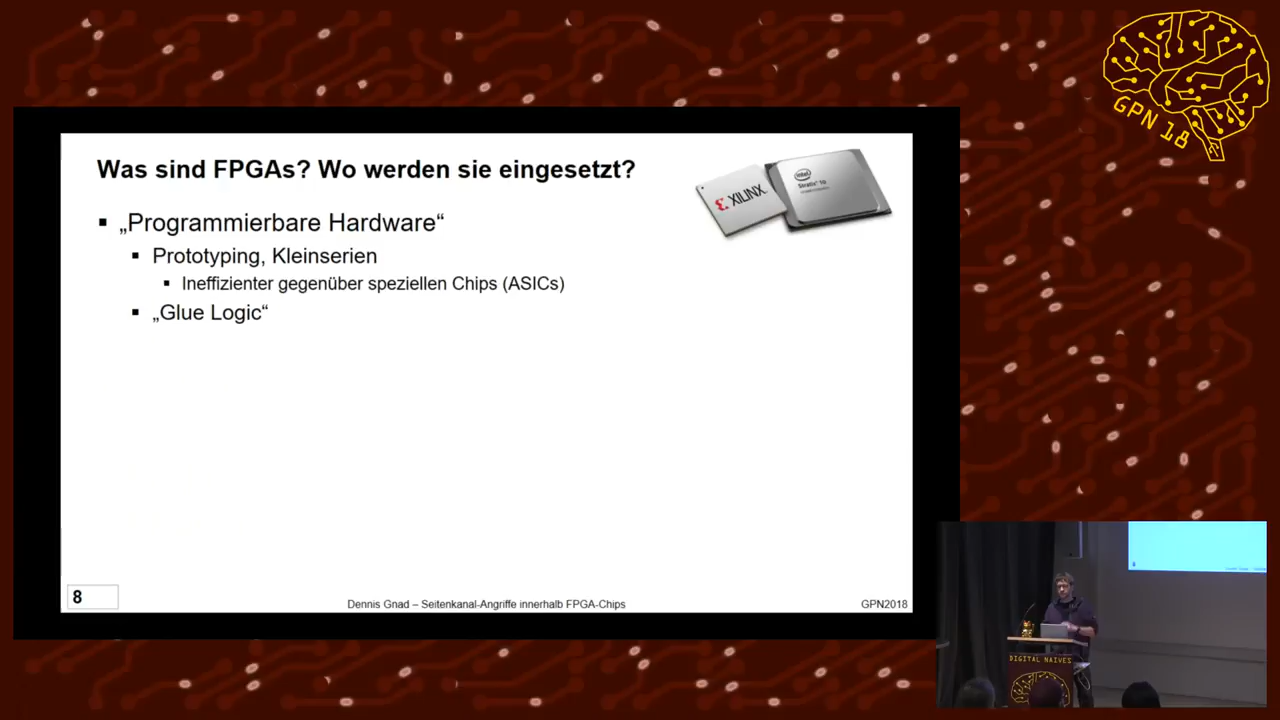 GPN 18
Was sind FPGAs? Wo werden sie eingesetzt?
XILINX
intel
Stratix 10
„Programmierbare Hardware“
Prototyping, Kleinserien
Ineffizienter gegenüber speziellen Chips (ASICs)
„Glue Logic“
8
Dennis Gnad – Seitenkanal-Angriffe innerhalb FPGA-Chips
GPN2018
DIGITAL NAIVES